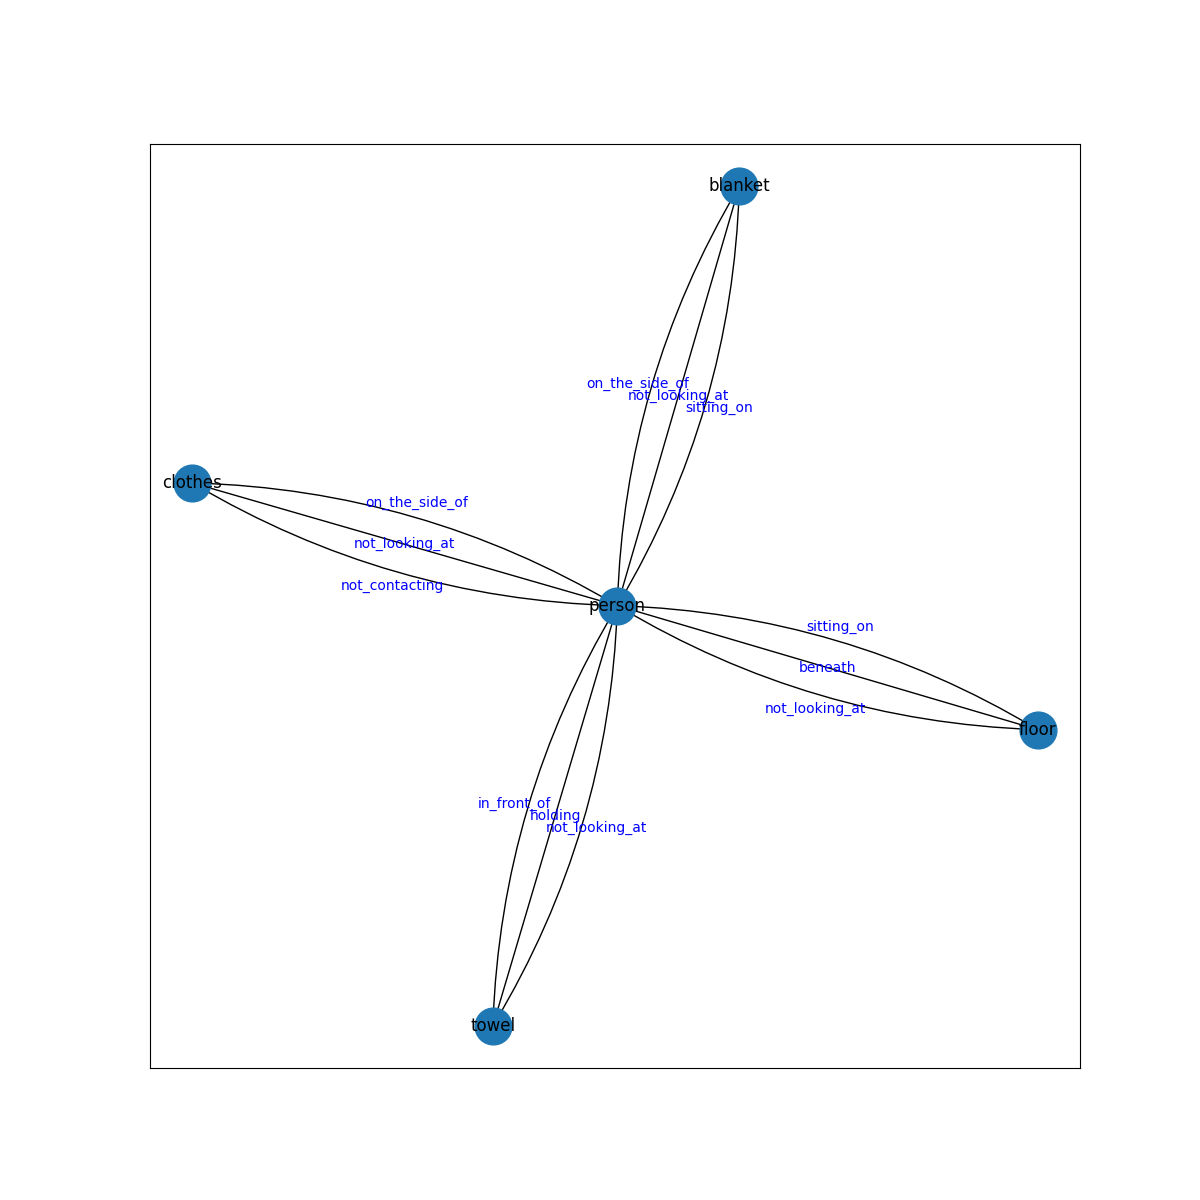 blanket
on_the_side_of
not_looking_at
sitting_on
clothes
on_the_side_of
not_looking_at
not_contacting
person
sitting_on
beneath
not_looking_at
floor
in_front_of
holding
not_looking_at
towel